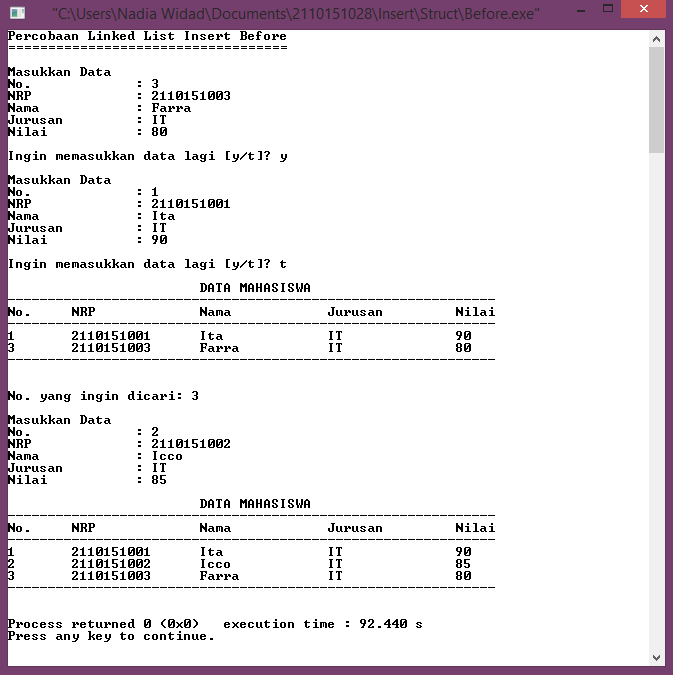 "C:\Users\Nadia Widad\Documents\2110151028\Insert\Struct\Before.exe"
Percobaan Linked List Insert Before
===================================
Masukkan Data
No. : 3
NRP : 2110151003
Nama : Farra
Jurusan : IT
Nilai : 80
Ingin memasukkan data lagi [y/t]? y
Masukkan Data
No. : 1
NRP : 2110151001
Nama : Ita
Jurusan : IT
Nilai : 90
Ingin memasukkan data lagi [y/t]? t
DATA MAHASISWA
-------------------------------------------------------------
No. NRP Nama Jurusan Nilai
-------------------------------------------------------------
1 2110151001 Ita IT 90
3 2110151003 Farra IT 80
-------------------------------------------------------------
No. yang ingin dicari: 3
Masukkan Data
No. : 2
NRP : 2110151002
Nama : Icco
Jurusan : IT
Nilai : 85
DATA MAHASISWA
-------------------------------------------------------------
No. NRP Nama Jurusan Nilai
-------------------------------------------------------------
1 2110151001 Ita IT 90
2 2110151002 Icco IT 85
3 2110151003 Farra IT 80
-------------------------------------------------------------
Process returned 0 (0x0) execution time : 92.440 s
Press any key to continue.